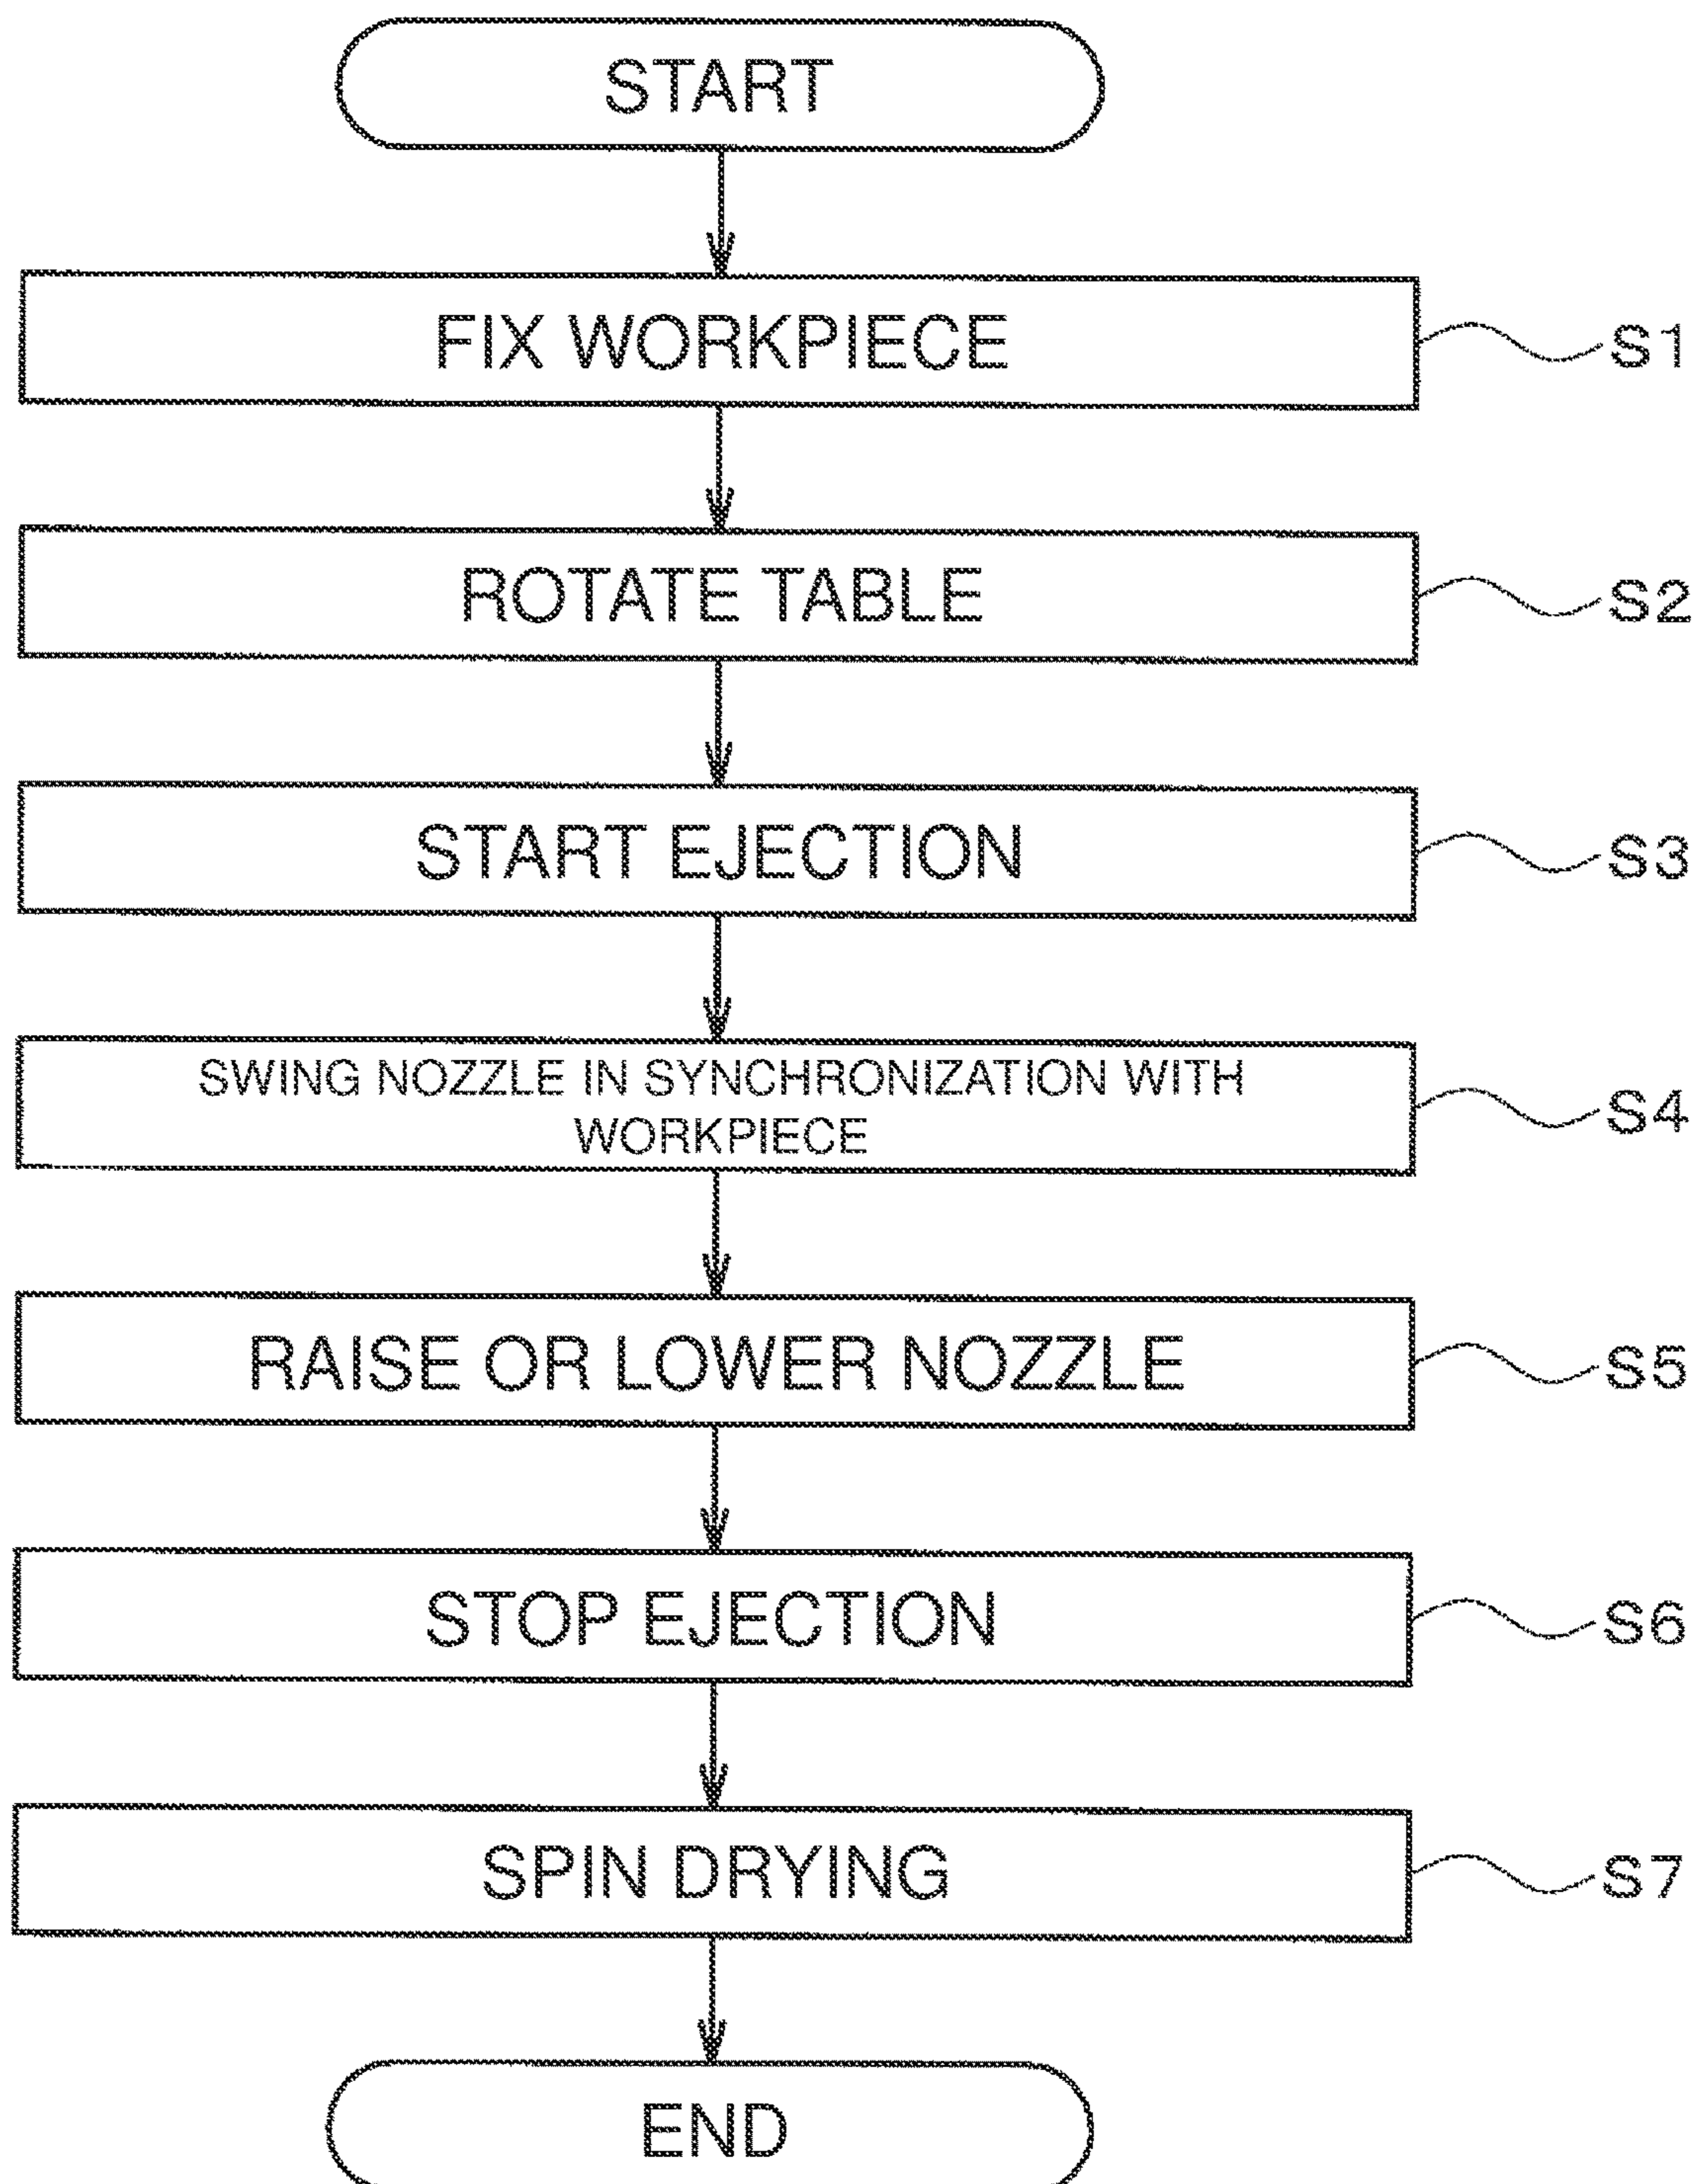 START
FIX WORKPIECE
S1
ROTATE TABLE
S2
START EJECTION
S3
SWING NOZZLE IN SYNCHRONIZATION WITH
WORKPIECE
S4
RAISE OR LOWER NOZZLE
S5
STOP EJECTION
S6
SPIN DRYING
S7
END